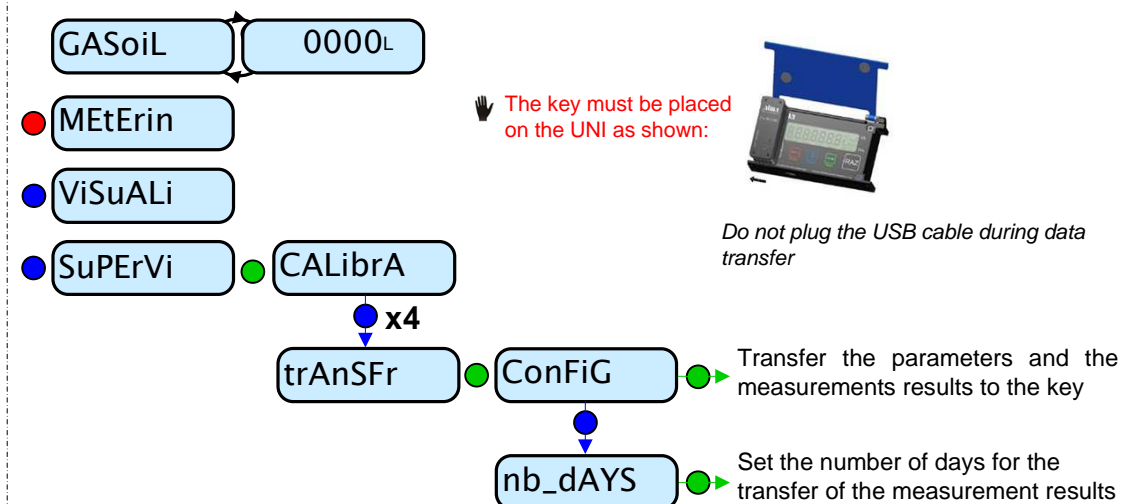 GASoiL
0000L
MEtErin
The key must be placed
on the UNI as shown:
RAZ
ViSuALi
Do not plug the USB cable during data
transfer
SuPErVi
CALibrA
x4
trAnSFr
ConFiG
Transfer the parameters and the
measurements results to the key
nb_dAYS
Set the number of days for the
transfer of the measurement results